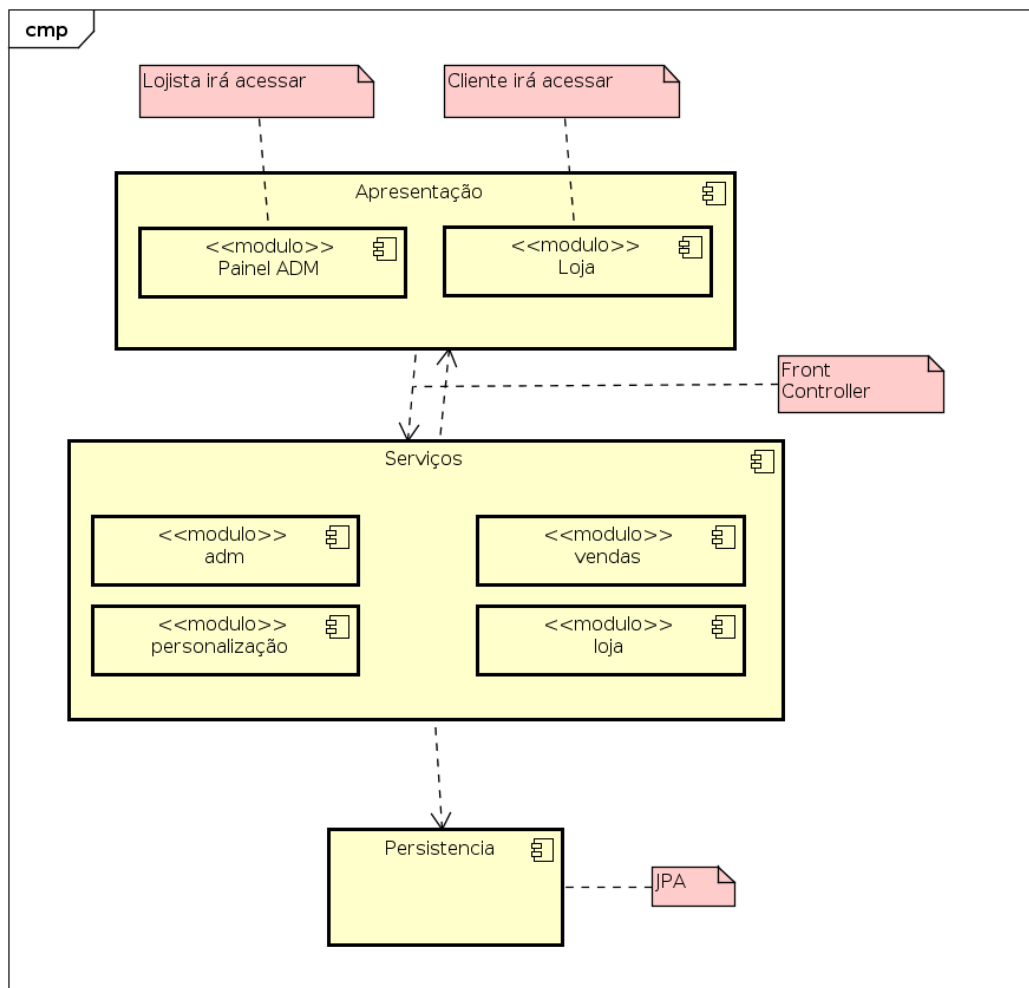 cmp
Lojista irá acessar
Cliente irá acessar
Apresentação
<<modulo>>
Painel ADM
<<modulo>>
Loja
Front
Controller
Serviços
<<modulo>>
adm
<<modulo>>
vendas
<<modulo>>
personalização
<<modulo>>
loja
Persistencia
JPA